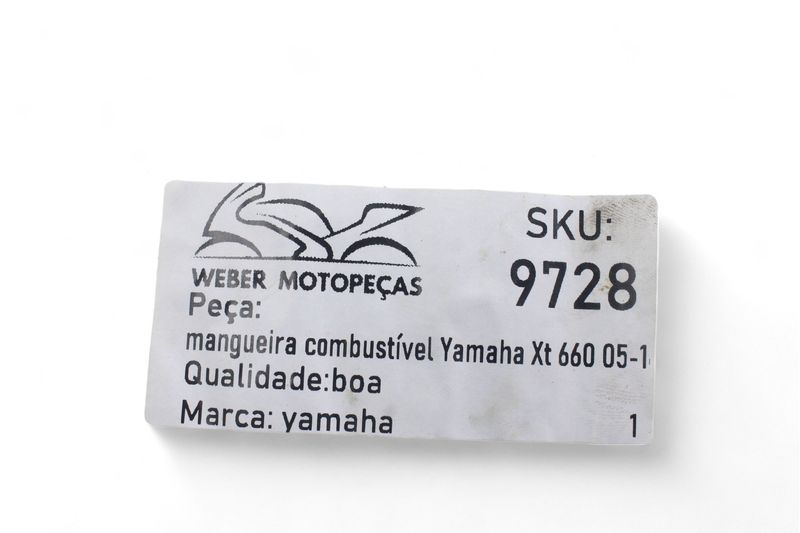 WEBER MOTOPEÇAS
SKU:
9728
Peça:
mangueira combustível Yamaha Xt 660 05-1
Qualidade:boa
Marca: yamaha
1